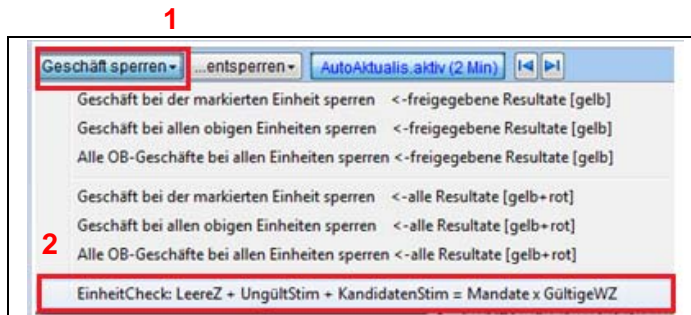 1
Geschäft sperren ...entsperren AutoAktualis.aktiv (2 Min)
Geschäft bei der markierten Einheit sperren <-freigegebene Resultate [gelb]
Geschäft bei allen obigen Einheiten sperren <-freigegebene Resultate [gelb]
Alle OB-Geschäfte bei allen Einheiten sperren <-freigegebene Resultate [gelb]
Geschäft bei der markierten Einheit sperren <-alle Resultate [gelb+rot]
Geschäft bei allen obigen Einheiten sperren <-alle Resultate [gelb+rot]
2
Alle OB-Geschäfte bei allen Einheiten sperren <-alle Resultate [gelb+rot]
EinheitCheck: LeereZ + UngültStim + KandidatenStim = Mandate x GültigeWZ